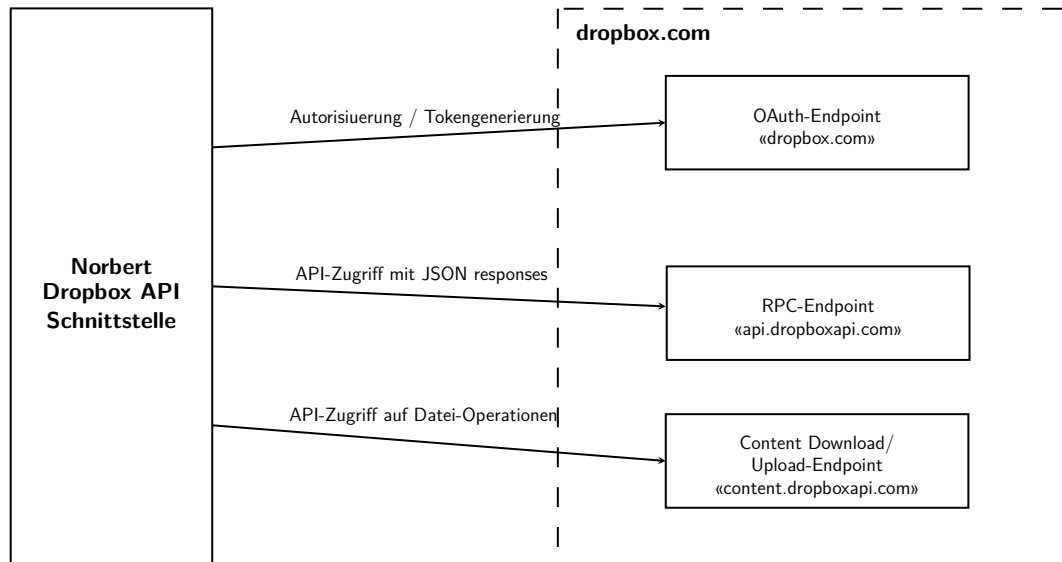 dropbox.com
Autorisiuerung / Tokengenerierung
OAuth-Endpoint
«dropbox.com»
Norbert
Dropbox API
Schnittstelle
API-Zugriff mit JSON responses
RPC-Endpoint
«api.dropboxapi.com»
API-Zugriff auf Datei-Operationen
Content Download/
Upload-Endpoint
«content.dropboxapi.com»